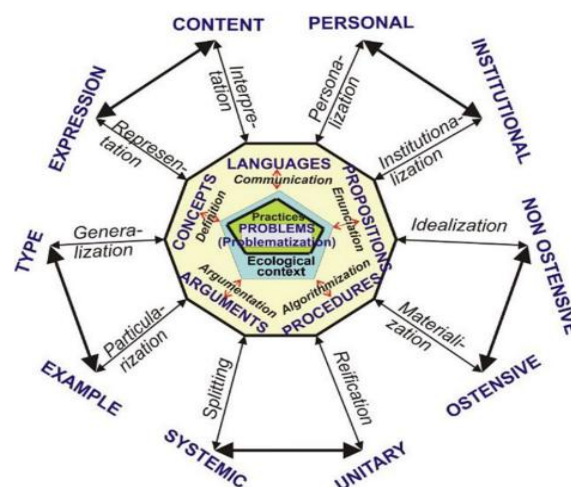 CONTENT
PERSONAL
EXPRESSION
INSTITUTIONAL
Interpre-
tation
Persona-
lization
Represen-
tation
Institutiona-
lization
LANGUAGES
Communication
CONCEPTS
Definition
PROPOSITIONS
Enunciation
Practices
PROBLEMS
(Problematization)
Ecological
context
TYPE
Genera-
lization
Idealization
NON OSTENSIVE
Argumentation
ARGUMENTS
Algorithmization
PROCEDURES
Particula-
rization
Materiali-
zation
EXAMPLE
OSTENSIVE
Splitting
Reification
SYSTEMIC
UNITARY